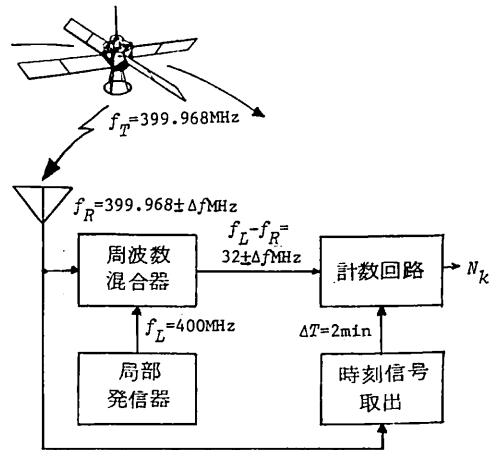 f_T=399.968MHz
f_R=399.968±ΔfMHz
周波数
混合器
f_L-f_R=
32±ΔfMHz
計数回路
N_k
f_L=400MHz
ΔT=2min
局部
発信器
時刻信号
取出